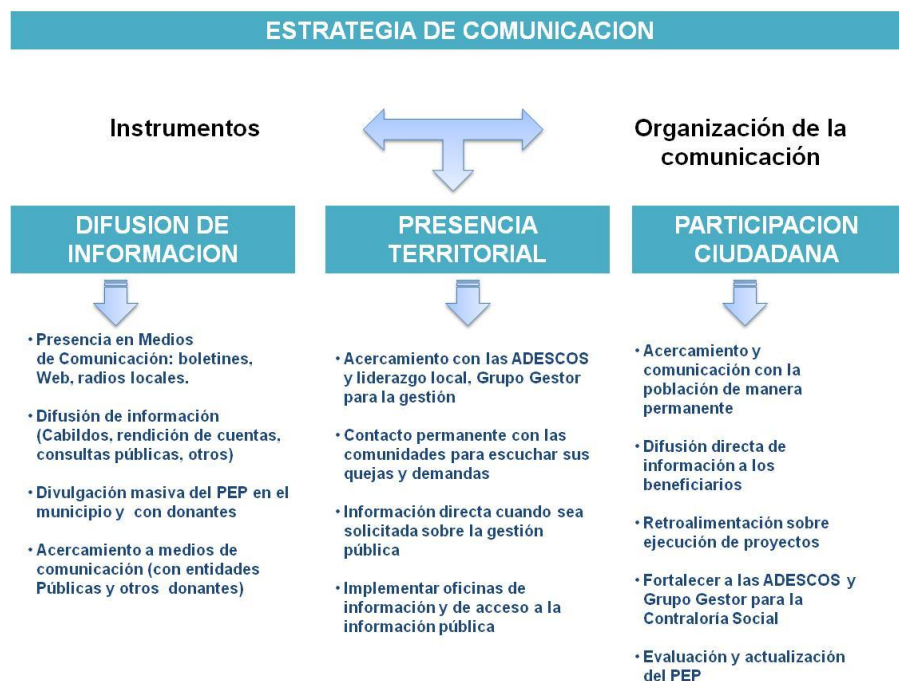 ESTRATEGIA DE COMUNICACION
Instrumentos
Organización de la
comunicación
DIFUSION DE
INFORMACION
• Presencia en Medios
de Comunicación: boletines,
Web, radios locales.
• Difusión de información
(Cabildos, rendición de cuentas,
consultas públicas, otros)
• Divulgación masiva del PEP en el
municipio y con donantes
• Acercamiento a medios de
comunicación (con entidades
Públicas y otros donantes)
PRESENCIA
TERRITORIAL
• Acercamiento con las ADESCOS
y liderazgo local, Grupo Gestor
para la gestión
• Contacto permanente con las
comunidades para escuchar sus
quejas y demandas
• Información directa cuando sea
solicitada sobre la gestión
pública
• Implementar oficinas de
información y de acceso a la
información pública
PARTICIPACION
CIUDADANA
• Acercamiento y
comunicación con la
población de manera
permanente
• Difusión directa de
información a los
beneficiarios
• Retroalimentación sobre
ejecución de proyectos
• Fortalecer a las ADESCOS y
Grupo Gestor para la
Contraloría Social
• Evaluación y actualización
del PEP